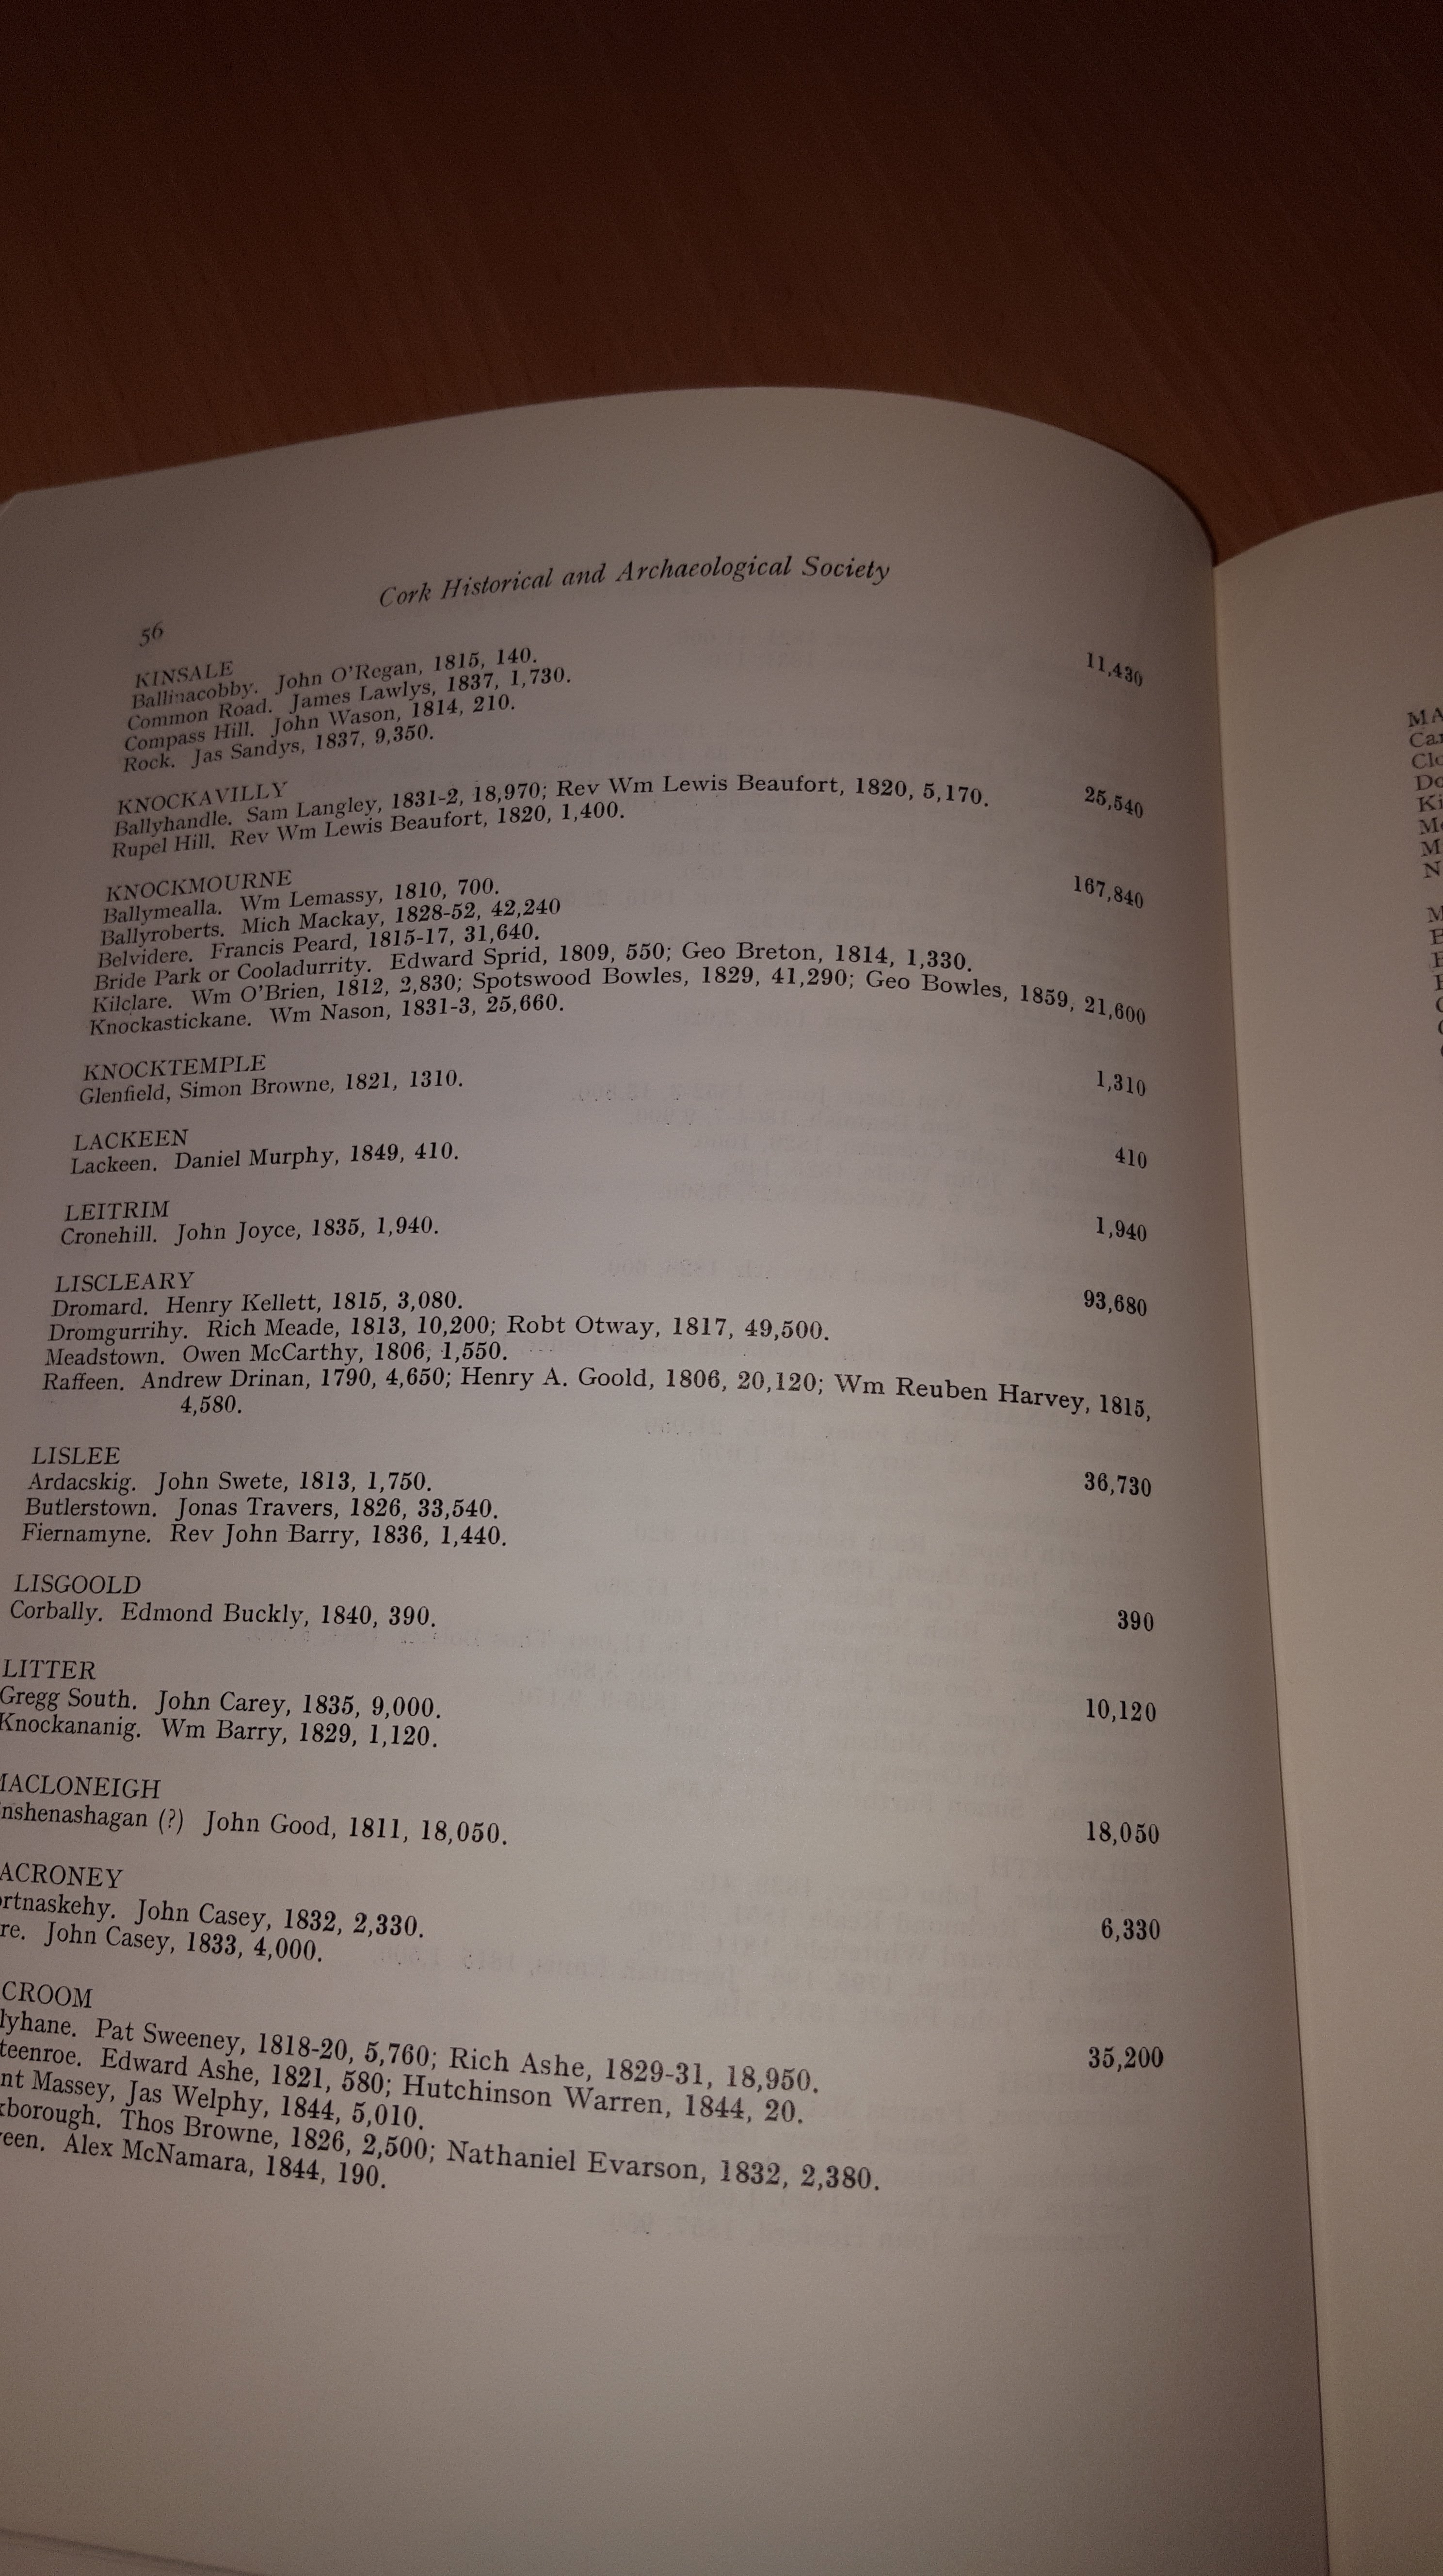 Cork Historical and Archaeological Society
56
KINSALE 11,430
Ballinacobby. John O'Regan, 1815, 140.
Common Road. James Lawlys, 1837, 1,730.
Compass Hill. John Wason, 1814, 210.
Rock. Jas Sandys, 1837, 9,350.
KNOCKAVILLY 25,540
Ballyhandle. Sam Langley, 1831-2, 18,970; Rev Wm Lewis Beaufort, 1820, 5,170.
Rupel Hill. Rev Wm Lewis Beaufort, 1820, 1,400.
KNOCKMOURNE 167,840
Ballymealla. Wm Lemassy, 1810, 700.
Ballyroberts. Mich Mackay, 1828-52, 42,240
Belvidere. Francis Peard, 1815-17, 31,640.
Bride Park or Cooladurrity. Edward Sprid, 1809, 550; Geo Breton, 1814, 1,330.
Kilclare. Wm O'Brien, 1812, 2,830; Spotswood Bowles, 1829, 41,290; Geo Bowles, 1859, 21,600
Knockastickane. Wm Nason, 1831-3, 25,660.
KNOCKTEMPLE 1,310
Glenfield, Simon Browne, 1821, 1310.
LACKEEN 410
Lackeen. Daniel Murphy, 1849, 410.
LEITRIM 1,940
Cronehill. John Joyce, 1835, 1,940.
LISCLEARY 93,680
Dromard. Henry Kellett, 1815, 3,080.
Dromgurrihy. Rich Meade, 1813, 10,200; Robt Otway, 1817, 49,500.
Meadstown. Owen McCarthy, 1806, 1,550.
Raffeen. Andrew Drinan, 1790, 4,650; Henry A. Goold, 1806, 20,120; Wm Reuben Harvey, 1815,
4,580.
LISLEE 36,730
Ardacskig. John Swete, 1813, 1,750.
Butlerstown. Jonas Travers, 1826, 33,540.
Fiernamyne. Rev John Barry, 1836, 1,440.
LISGOOLD 390
Corbally. Edmond Buckly, 1840, 390.
LITTER 10,120
Gregg South. John Carey, 1835, 9,000.
Knockananig. Wm Barry, 1829, 1,120.
MACLONEIGH 18,050
nshenashagan (?) John Good, 1811, 18,050.
ACRONEY 6,330
rtnaskehy. John Casey, 1832, 2,330.
re. John Casey, 1833, 4,000.
CROOM 35,200
lyhane. Pat Sweeney, 1818-20, 5,760; Rich Ashe, 1829-31, 18,950.
teenroe. Edward Ashe, 1821, 580; Hutchinson Warren, 1844, 20.
nt Massey, Jas Welphy, 1844, 5,010.
borough. Thos Browne, 1826, 2,500; Nathaniel Evarson, 1832, 2,380.
een. Alex McNamara, 1844, 190.
MA
Car
Clo
Do
Ki
M
M
N